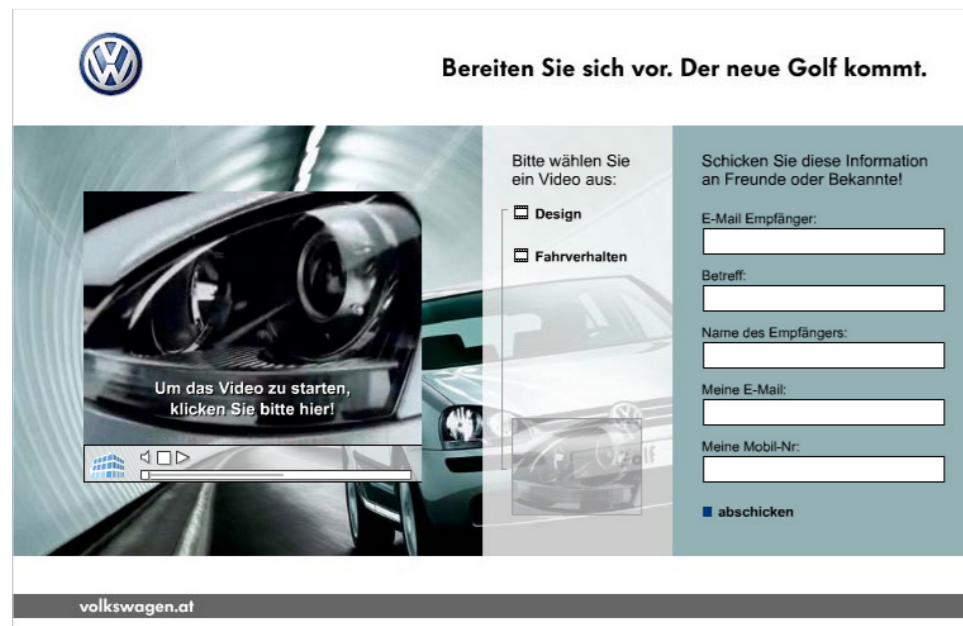 Bereiten Sie sich vor. Der neue Golf kommt.
Um das Video zu starten,
klicken Sie bitte hier!
Bitte wählen Sie
ein Video aus:
Design
Fahrverhalten
Schicken Sie diese Information
an Freunde oder Bekannte!
E-Mail Empfänger:
Betreff:
Name des Empfängers:
Meine E-Mail:
Meine Mobil-Nr:
abschicken
volkswagen.at